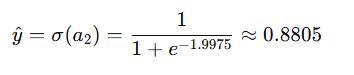 ŷ = σ(a₂) = 1 / (1 + e^{−1.9975}) ≈ 0.8805